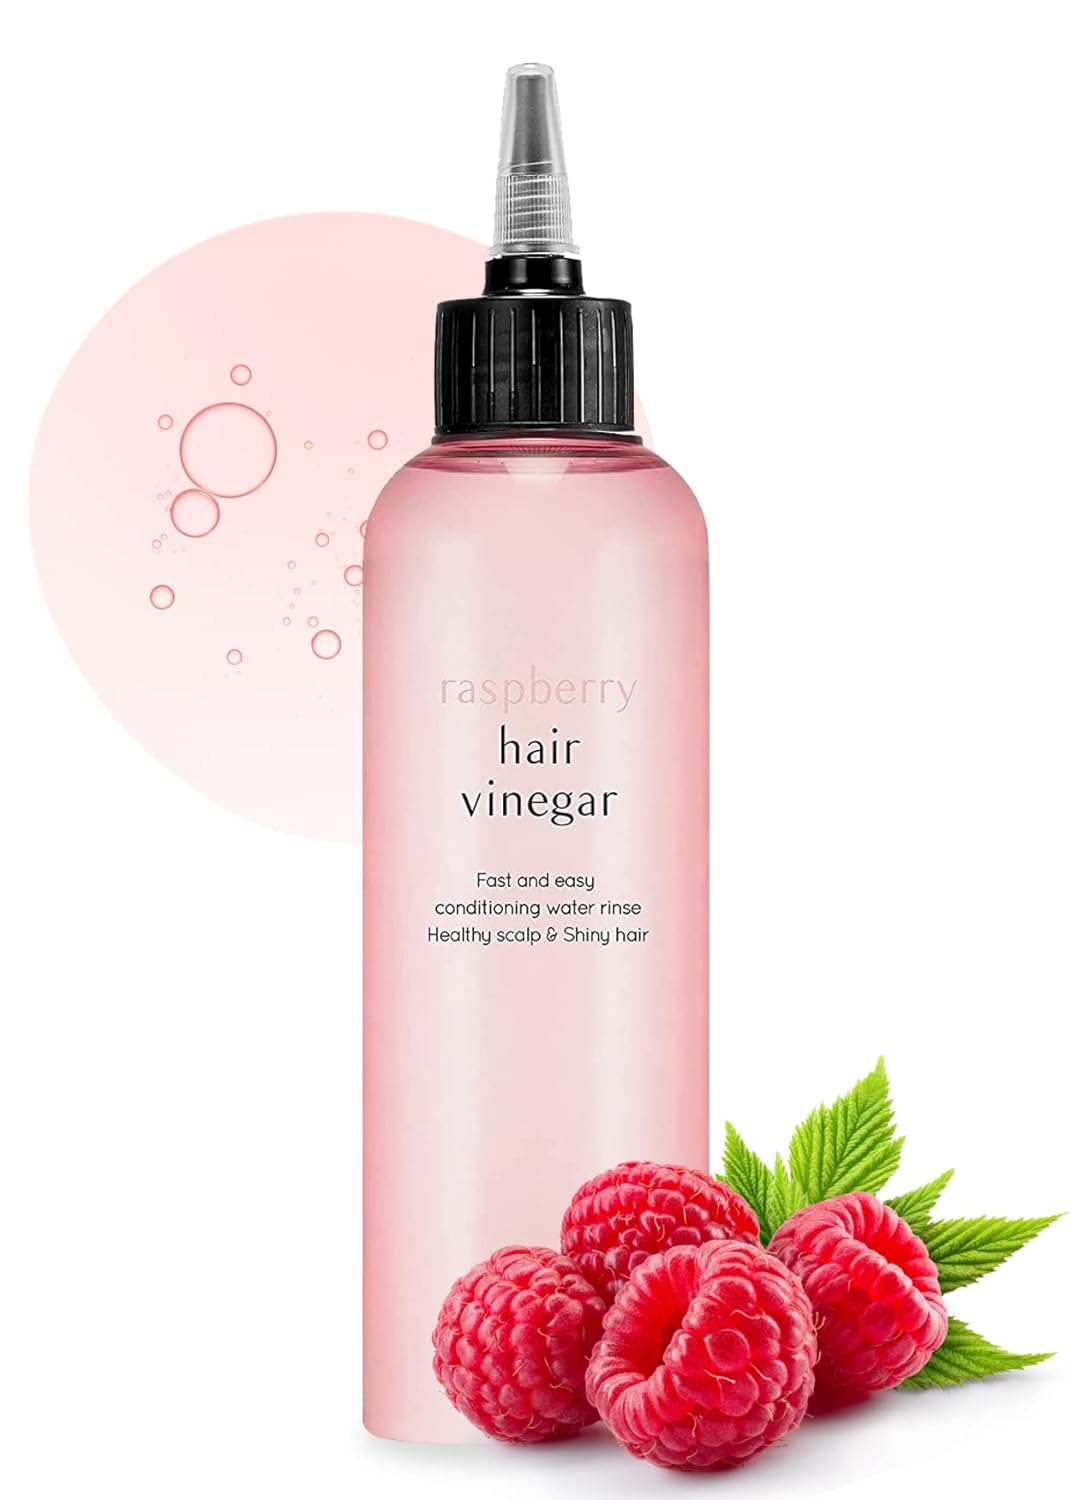 raspberry
hair
vinegar
Fast and easy
conditioning water rinse
Healthy scalp & Shiny hair